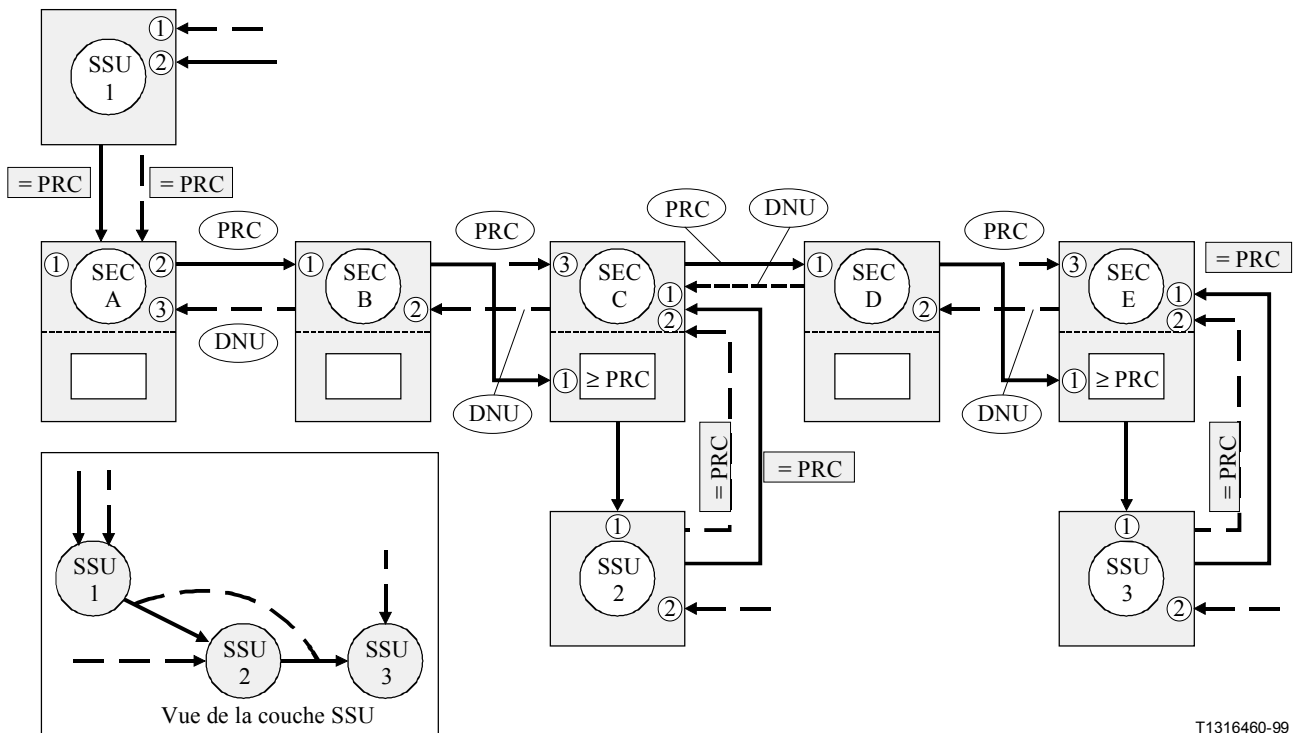 1
SSU
1
2
= PRC
= PRC
PRC
PRC
PRC
DNU
PRC
1
SEC
A
2
3
1
SEC
B
2
3
SEC
C
1
2
1
SEC
D
2
3
SEC
E
1
2
= PRC
DNU
1
≥ PRC
DNU
1
≥ PRC
DNU
= PRC
= PRC
= PRC
1
SSU
2
2
1
SSU
3
2
SSU
1
SSU
2
SSU
3
Vue de la couche SSU
T1316460-99